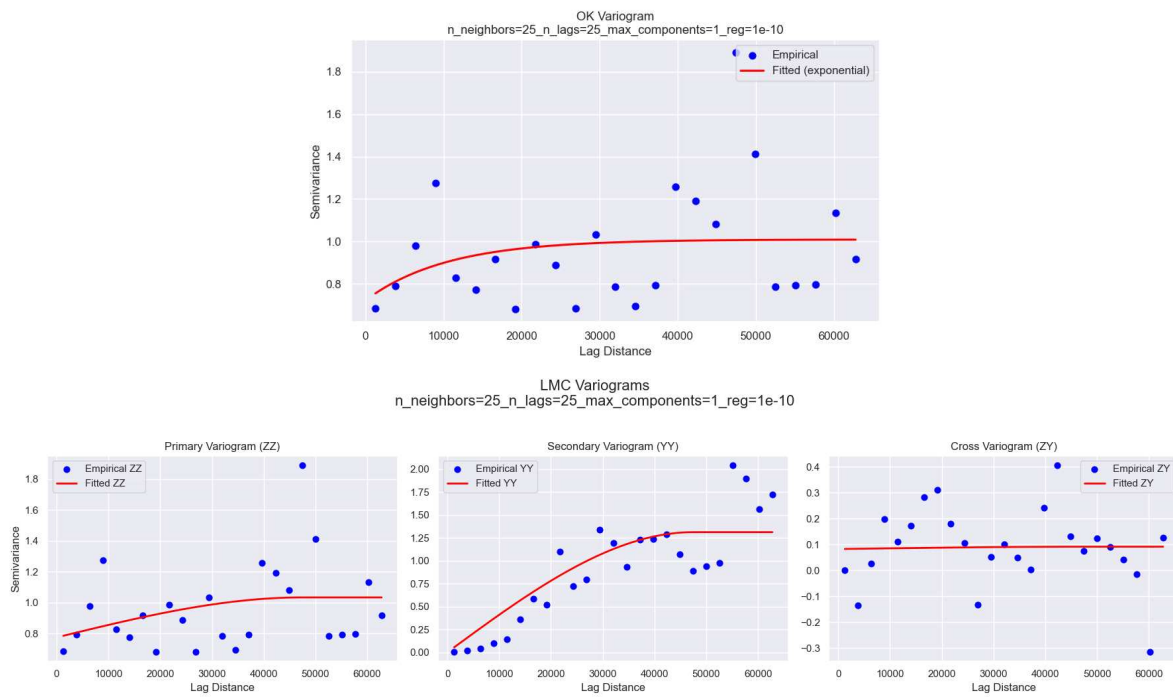 OK Variogram
n_neighbors=25_n_lags=25_max_components=1_reg=1e-10
Empirical
Fitted (exponential)
Semivariance
1.8
1.6
1.4
1.2
1.0
0.8
0 10000 20000 30000 40000 50000 60000
Lag Distance
LMC Variograms
n_neighbors=25_n_lags=25_max_components=1_reg=1e-10
Primary Variogram (ZZ)
Empirical ZZ
Fitted ZZ
Semivariance
1.8
1.6
1.4
1.2
1.0
0.8
0 10000 20000 30000 40000 50000 60000
Lag Distance
Secondary Variogram (YY)
Empirical YY
Fitted YY
2.00
1.75
1.50
1.25
1.00
0.75
0.50
0.25
0.00
0 10000 20000 30000 40000 50000 60000
Lag Distance
Cross Variogram (ZY)
Empirical ZY
Fitted ZY
0.4
0.3
0.2
0.1
0.0
−0.1
−0.2
−0.3
0 10000 20000 30000 40000 50000 60000
Lag Distance